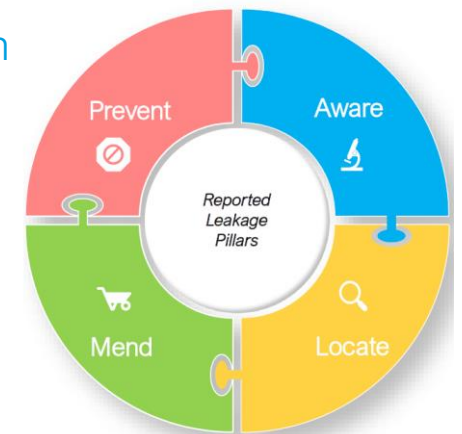 Prevent
Aware
Reported
Leakage
Pillars
Mend
Locate